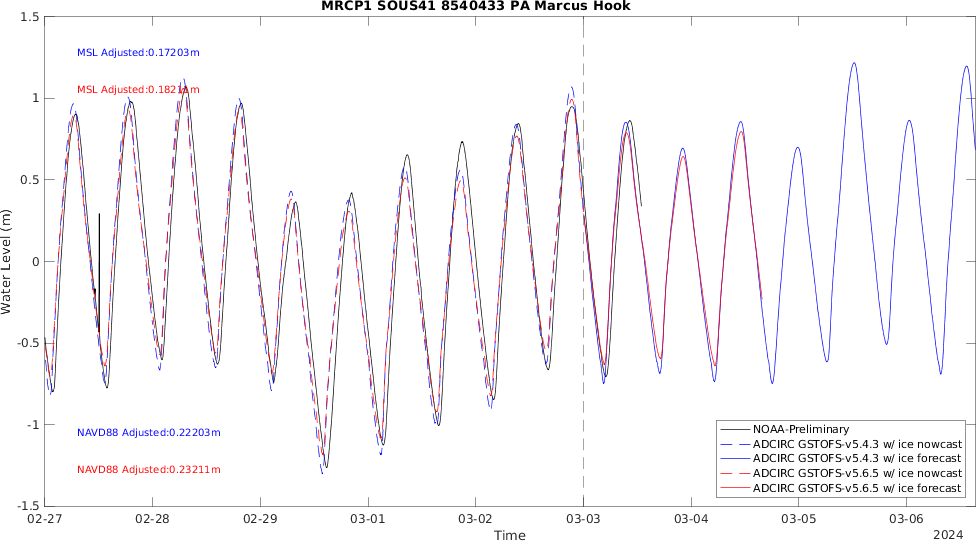 MRCP1 SOUS41 8540433 PA Marcus Hook
1.5
1
0.5
0
-0.5
-1
-1.5
Water Level (m)
MSL Adjusted:0.17203m
MSL Adjusted:0.18211m
NAVD88 Adjusted:0.22203m
NAVD88 Adjusted:0.23211m
NOAA-Preliminary
ADCIRC GSTOFS-v5.4.3 w/ ice nowcast
ADCIRC GSTOFS-v5.4.3 w/ ice forecast
ADCIRC GSTOFS-v5.6.5 w/ ice nowcast
ADCIRC GSTOFS-v5.6.5 w/ ice forecast
02-27 02-28 02-29 03-01 03-02 03-03 03-04 03-05 03-06
Time
2024